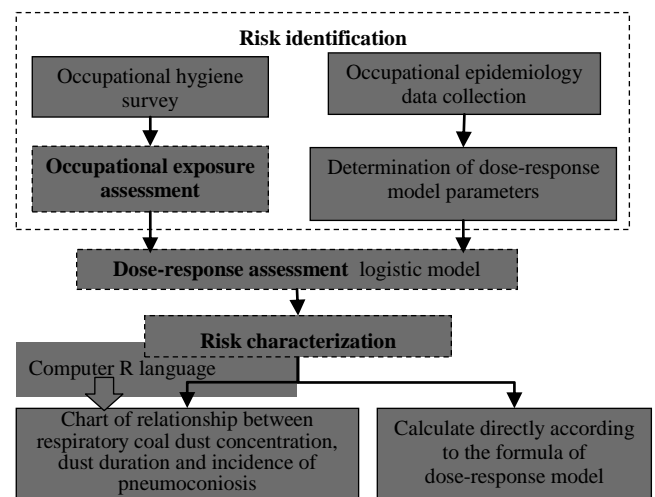 Risk identification
Occupational hygiene
survey
Occupational epidemiology
data collection
Occupational exposure
assessment
Determination of dose-response
model parameters
Dose-response assessment logistic model
Risk characterization
Computer R language
Chart of relationship between
respiratory coal dust concentration,
dust duration and incidence of
pneumoconiosis
Calculate directly according
to the formula of
dose-response model